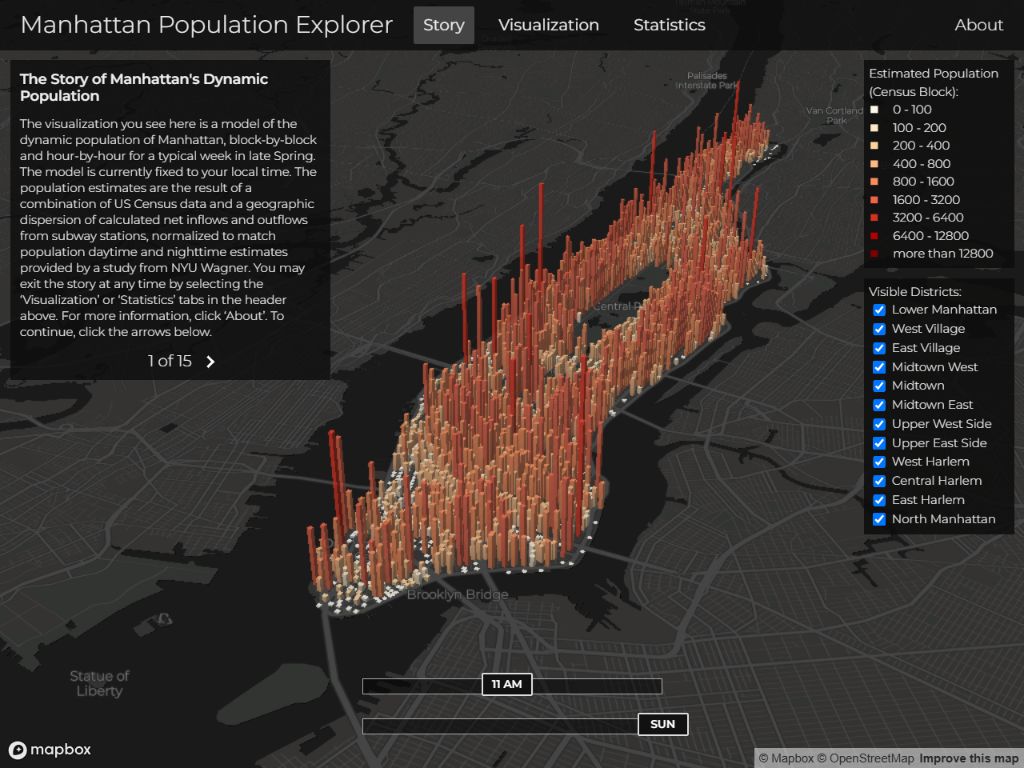 Manhattan Population Explorer
Story
Visualization
Statistics
About
The Story of Manhattan's Dynamic
Population
The visualization you see here is a model of the
dynamic population of Manhattan, block-by-block
and hour-by-hour for a typical week in late Spring.
The model is currently fixed to your local time. The
population estimates are the result of a
combination of US Census data and a geographic
dispersion of calculated net inflows and outflows
from subway stations, normalized to match
population daytime and nighttime estimates
provided by a study from NYU Wagner. You may
exit the story at any time by selecting the
'Visualization' or 'Statistics' tabs in the header
above. For more information, click 'About'. To
continue, click the arrows below.
1 of 15
Palisades
Interstate Park
Van Cortland
Park
Central
Brooklyn Bridge
Statue of
Liberty
Estimated Population
(Census Block):
0 - 100
100 - 200
200 - 400
400 - 800
800 - 1600
1600 - 3200
3200 - 6400
6400 - 12800
more than 12800
Visible Districts:
Lower Manhattan
West Village
East Village
Midtown West
Midtown
Midtown East
Upper West Side
Upper East Side
West Harlem
Central Harlem
East Harlem
North Manhattan
11 AM
SUN
mapbox
© Mapbox © OpenStreetMap Improve this map